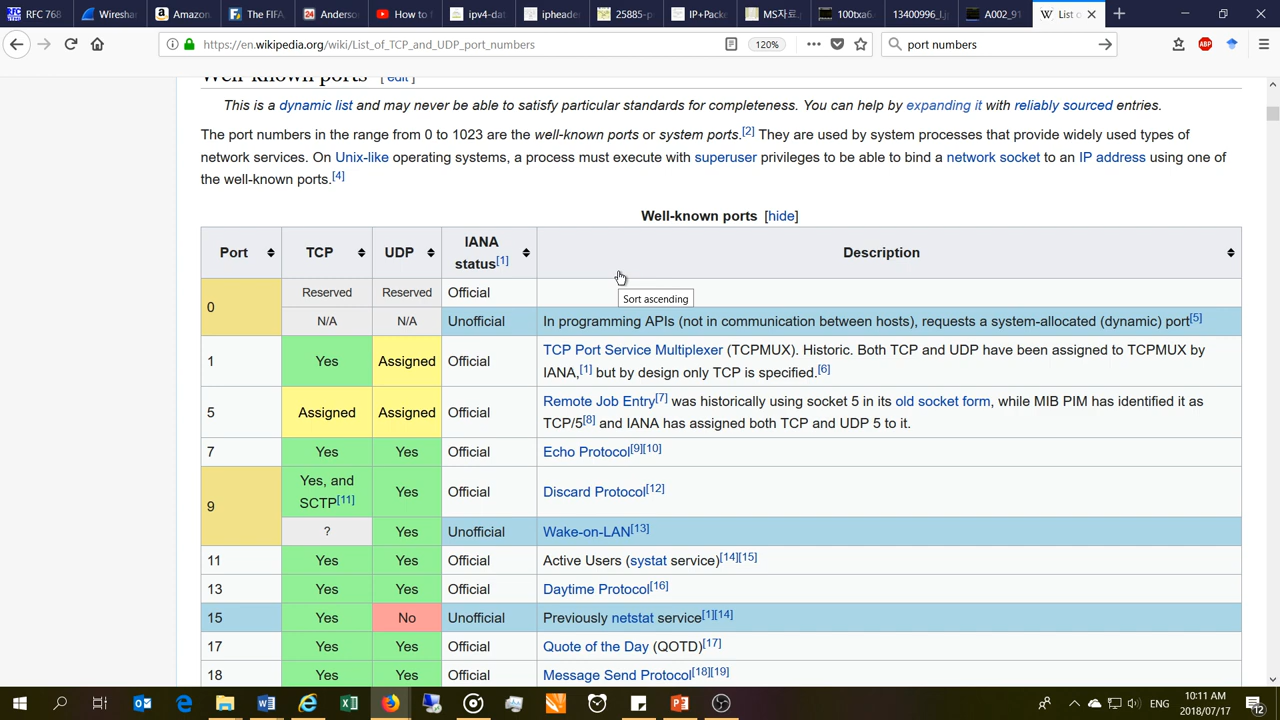 RFC 768
Wireshar
Amazon
The FIFA
Anderso
How to f
ipv4-dat
ipheade
25885-c
IP+Packe
MS자료.p
100txa6.
13400996_l.j
A002_91
List o
https://en.wikipedia.org/wiki/List_of_TCP_and_UDP_port_numbers
120%
port numbers
ABP
Well-known ports [ edit ]
This is a dynamic list and may never be able to satisfy particular standards for completeness. You can help by expanding it with reliably sourced entries.
The port numbers in the range from 0 to 1023 are the well-known ports or system ports.[2] They are used by system processes that provide widely used types of
network services. On Unix-like operating systems, a process must execute with superuser privileges to be able to bind a network socket to an IP address using one of
the well-known ports.[4]
Well-known ports [hide]
Port TCP UDP IANA status[1] Description
0 Reserved Reserved Official
Sort ascending
N/A N/A Unofficial In programming APIs (not in communication between hosts), requests a system-allocated (dynamic) port[5]
1 Yes Assigned Official TCP Port Service Multiplexer (TCPMUX). Historic. Both TCP and UDP have been assigned to TCPMUX by
IANA,[1] but by design only TCP is specified.[6]
5 Assigned Assigned Official Remote Job Entry[7] was historically using socket 5 in its old socket form, while MIB PIM has identified it as
TCP/5[8] and IANA has assigned both TCP and UDP 5 to it.
7 Yes Yes Official Echo Protocol[9][10]
9 Yes, and SCTP[11] Yes Official Discard Protocol[12]
? Yes Unofficial Wake-on-LAN[13]
11 Yes Yes Official Active Users (systat service)[14][15]
13 Yes Yes Official Daytime Protocol[16]
15 Yes No Unofficial Previously netstat service[1][14]
17 Yes Yes Official Quote of the Day (QOTD)[17]
18 Yes Yes Official Message Send Protocol[18][19]
ENG
10:11 AM
2018/07/17
12